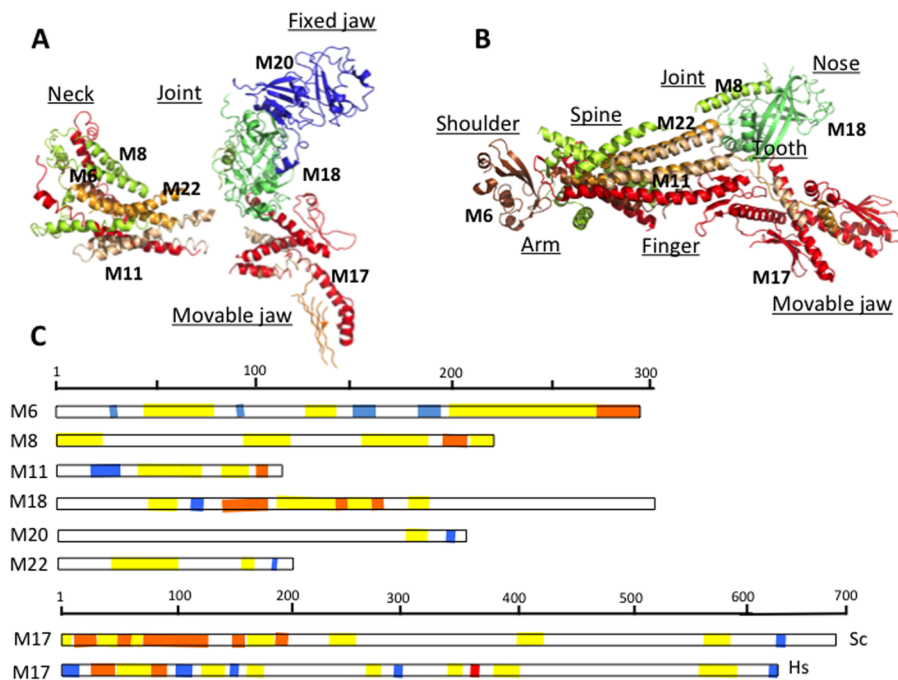 A
Fixed jaw
M20
Neck
Joint
M8
M6
M22
M18
M11
M17
Movable jaw
B
Joint
Nose
M8
Spine
Shoulder
M22
M18
Tooth
M11
M6
Arm
Finger
M17
Movable jaw
C
1 100 200 300
M6
M8
M11
M18
M20
M22
1 100 200 300 400 500 600 700
M17 Sc
M17 Hs